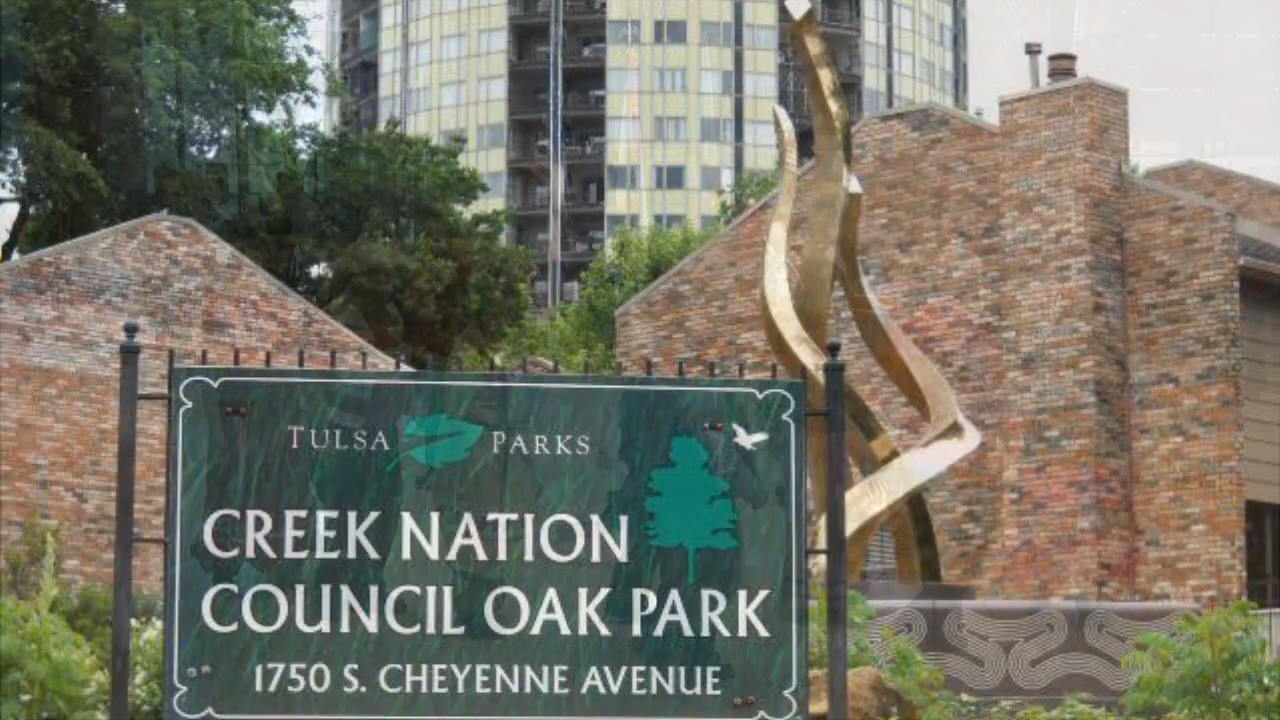 TULSA PARKS
CREEK NATION
COUNCIL OAK PARK
1750 S. CHEYENNE AVENUE